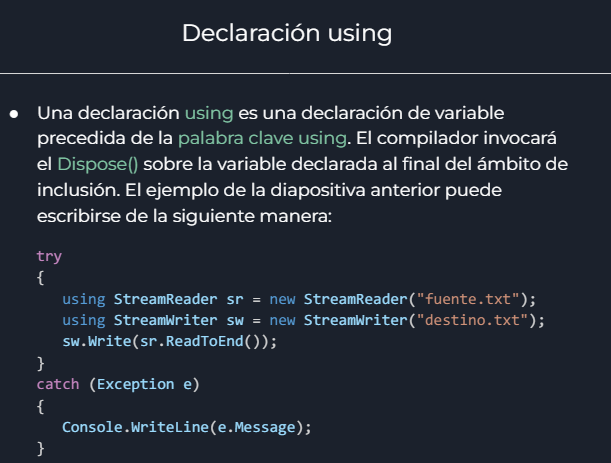 Declaración using
● Una declaración using es una declaración de variable
precedida de la palabra clave using. El compilador invocará
el Dispose() sobre la variable declarada al final del ámbito de
inclusión. El ejemplo de la diapositiva anterior puede
escribirse de la siguiente manera:
try
{
using StreamReader sr = new StreamReader("fuente.txt");
using StreamWriter sw = new StreamWriter("destino.txt");
sw.Write(sr.ReadToEnd());
}
catch (Exception e)
{
Console.WriteLine(e.Message);
}